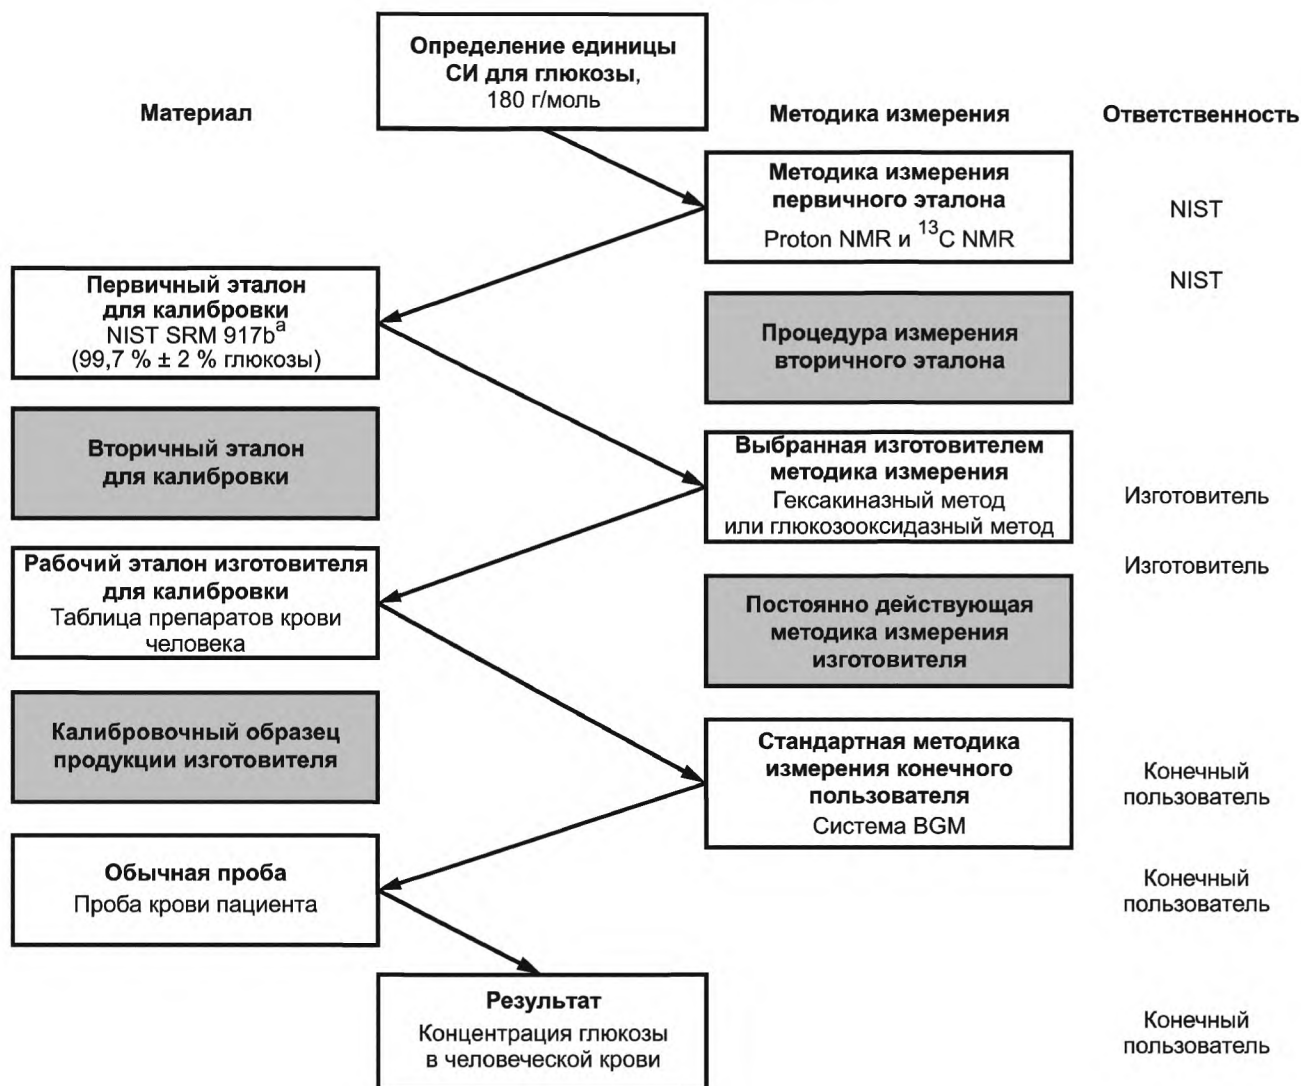 Определение единицы
СИ для глюкозы,
180 г/моль
Материал
Методика измерения
Ответственность
Методика измерения
первичного эталона
Proton NMR и ¹³C NMR
NIST
NIST
Первичный эталон
для калибровки
NIST SRM 917bᵃ
(99,7 % ± 2 % глюкозы)
Процедура измерения
вторичного эталона
Вторичный эталон
для калибровки
Выбранная изготовителем
методика измерения
Гексакиназный метод
или глюкозооксидазный метод
Изготовитель
Рабочий эталон изготовителя
для калибровки
Таблица препаратов крови
человека
Изготовитель
Постоянно действующая
методика измерения
изготовителя
Калибровочный образец
продукции изготовителя
Стандартная методика
измерения конечного
пользователя
Система BGM
Конечный
пользователь
Обычная проба
Проба крови пациента
Конечный
пользователь
Результат
Концентрация глюкозы
в человеческой крови
Конечный
пользователь